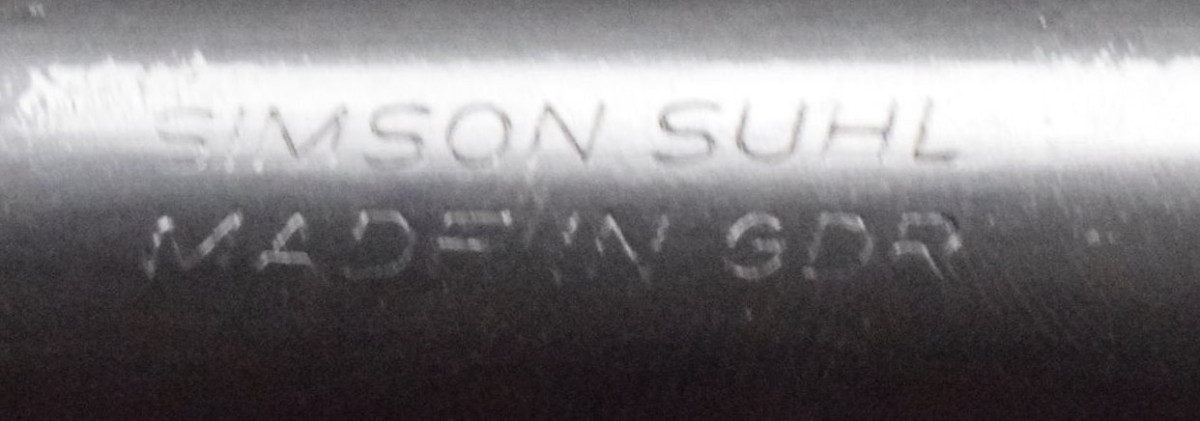 SIMSON SUHL
MADE IN GDR